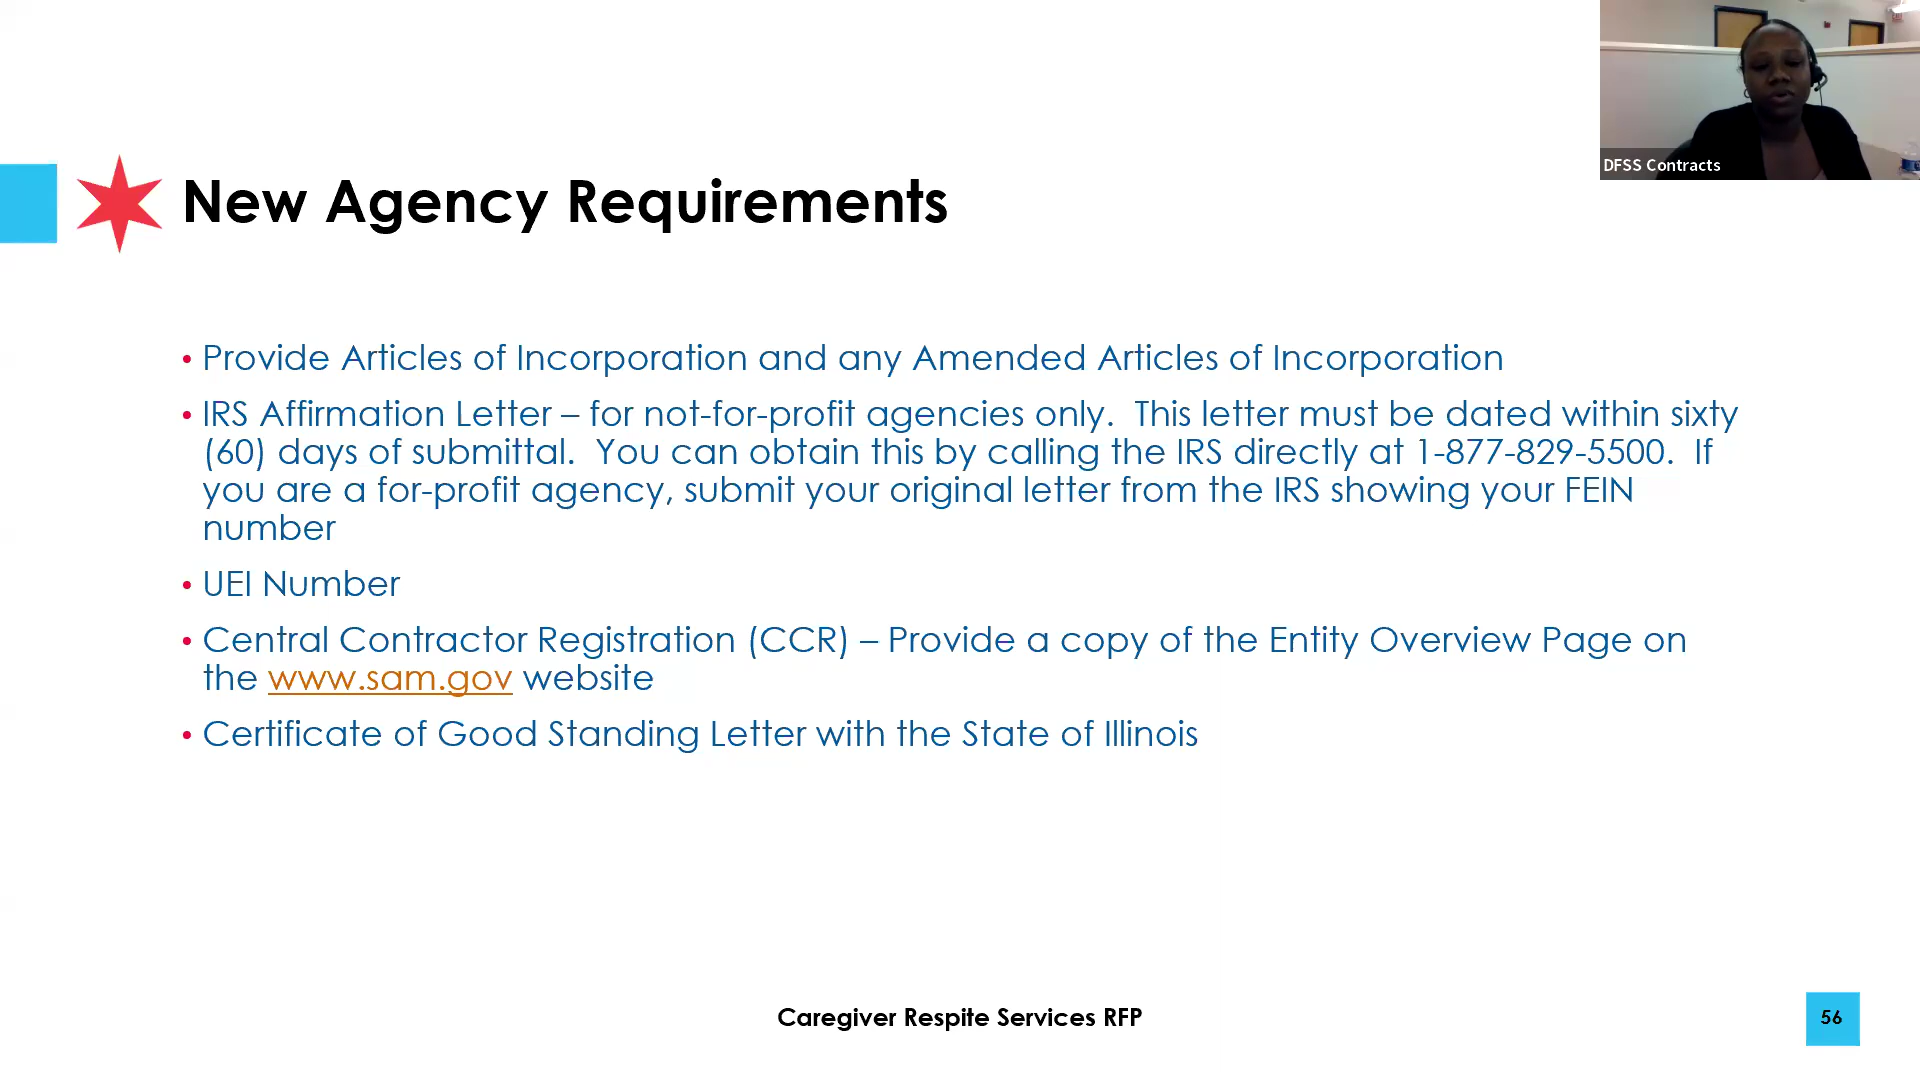 DFSS Contracts
New Agency Requirements
• Provide Articles of Incorporation and any Amended Articles of Incorporation
• IRS Affirmation Letter – for not-for-profit agencies only.  This letter must be dated within sixty
(60) days of submittal.  You can obtain this by calling the IRS directly at 1-877-829-5500.  If
you are a for-profit agency, submit your original letter from the IRS showing your FEIN
number
• UEI Number
• Central Contractor Registration (CCR) – Provide a copy of the Entity Overview Page on
the www.sam.gov website
• Certificate of Good Standing Letter with the State of Illinois
Caregiver Respite Services RFP
56